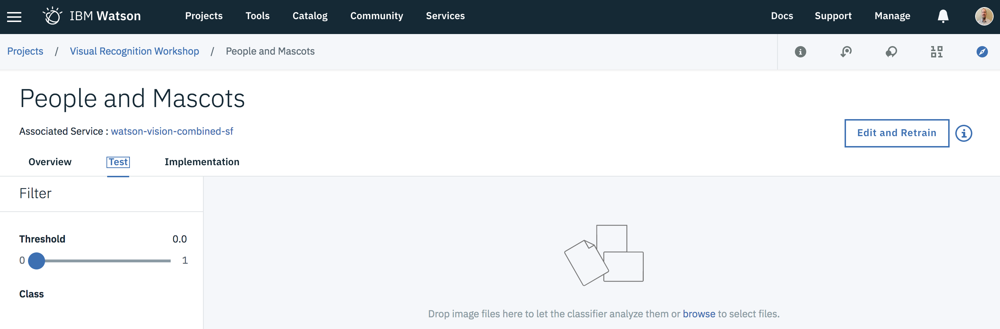 IBM Watson Projects Tools Catalog Community Services Docs Support Manage
Projects / Visual Recognition Workshop / People and Mascots
People and Mascots
Associated Service : watson-vision-combined-sf
Edit and Retrain
Overview Test Implementation
Filter
Threshold 0.0
0 1
Class
Drop image files here to let the classifier analyze them or browse to select files.